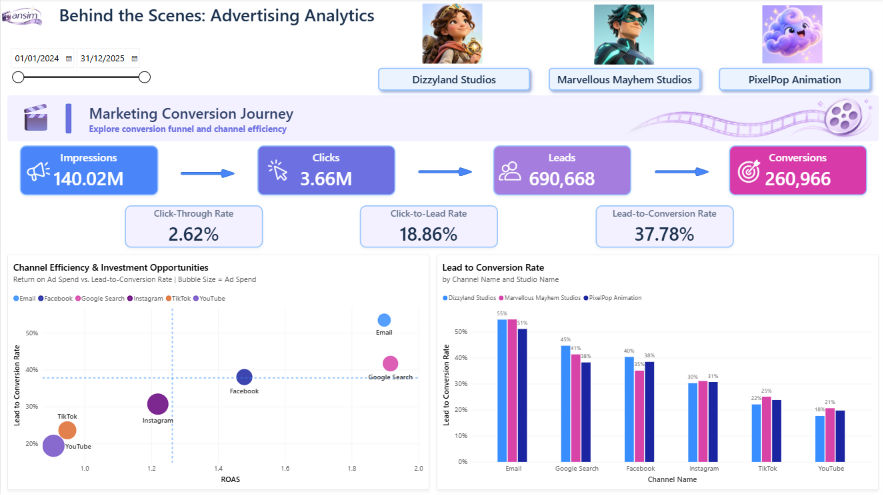 ansim
Behind the Scenes: Advertising Analytics
01/01/2024 31/12/2025
Dizzyland Studios
Marvellous Mayhem Studios
PixelPop Animation
Marketing Conversion Journey
Explore conversion funnel and channel efficiency
Impressions
140.02M
Clicks
3.66M
Leads
690,668
Conversions
260,966
Click-Through Rate
2.62%
Click-to-Lead Rate
18.86%
Lead-to-Conversion Rate
37.78%
Channel Efficiency & Investment Opportunities
Return on Ad Spend vs. Lead-to-Conversion Rate | Bubble Size = Ad Spend
Email Facebook Google Search Instagram TikTok YouTube
Lead to Conversion Rate
50%
40%
30%
20%
Email
Google Search
Facebook
Instagram
TikTok
YouTube
1.0 1.2 1.4 1.6 1.8 2.0
ROAS
Lead to Conversion Rate
by Channel Name and Studio Name
Dizzyland Studios Marvellous Mayhem Studios PixelPop Animation
Lead to Conversion Rate
50%
40%
30%
20%
10%
0%
55% 51%
45% 41% 38%
40% 35% 38%
30% 31%
22% 25%
18% 21%
Email Google Search Facebook Instagram TikTok YouTube
Channel Name